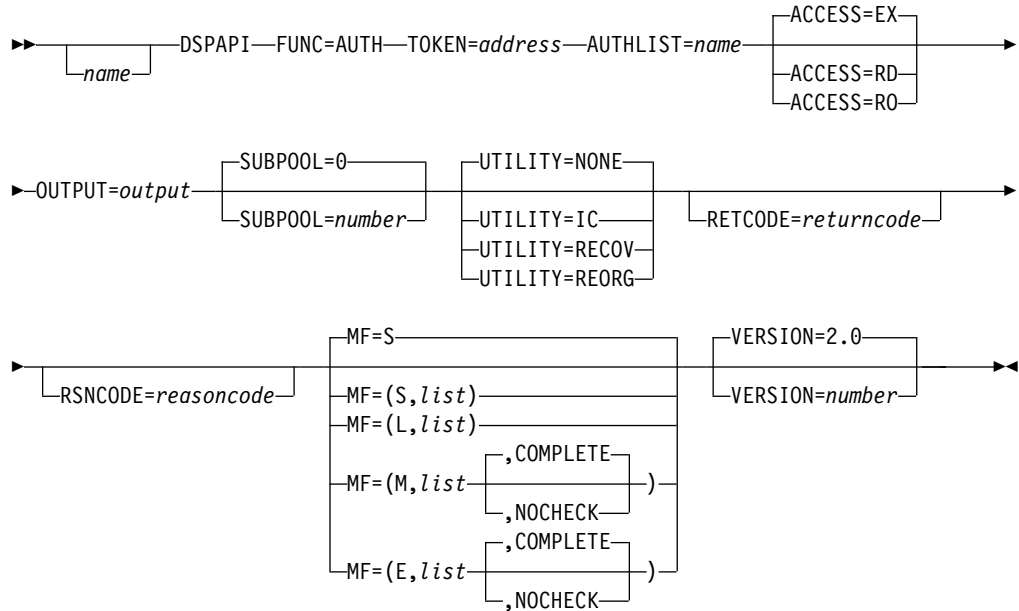 ACCESS=EX
name DSPAPI FUNC=AUTH TOKEN=address AUTHLIST=name
ACCESS=RD
ACCESS=RO
SUBPOOL=0 UTILITY=NONE
OUTPUT=output
SUBPOOL=number UTILITY=IC RETCODE=returncode
UTILITY=RECOV
UTILITY=REORG
MF=S VERSION=2.0
RSNCODE=reasoncode MF=(S,list) VERSION=number
MF=(L,list)
,COMPLETE
MF=(M,list )
,NOCHECK
,COMPLETE
MF=(E,list )
,NOCHECK